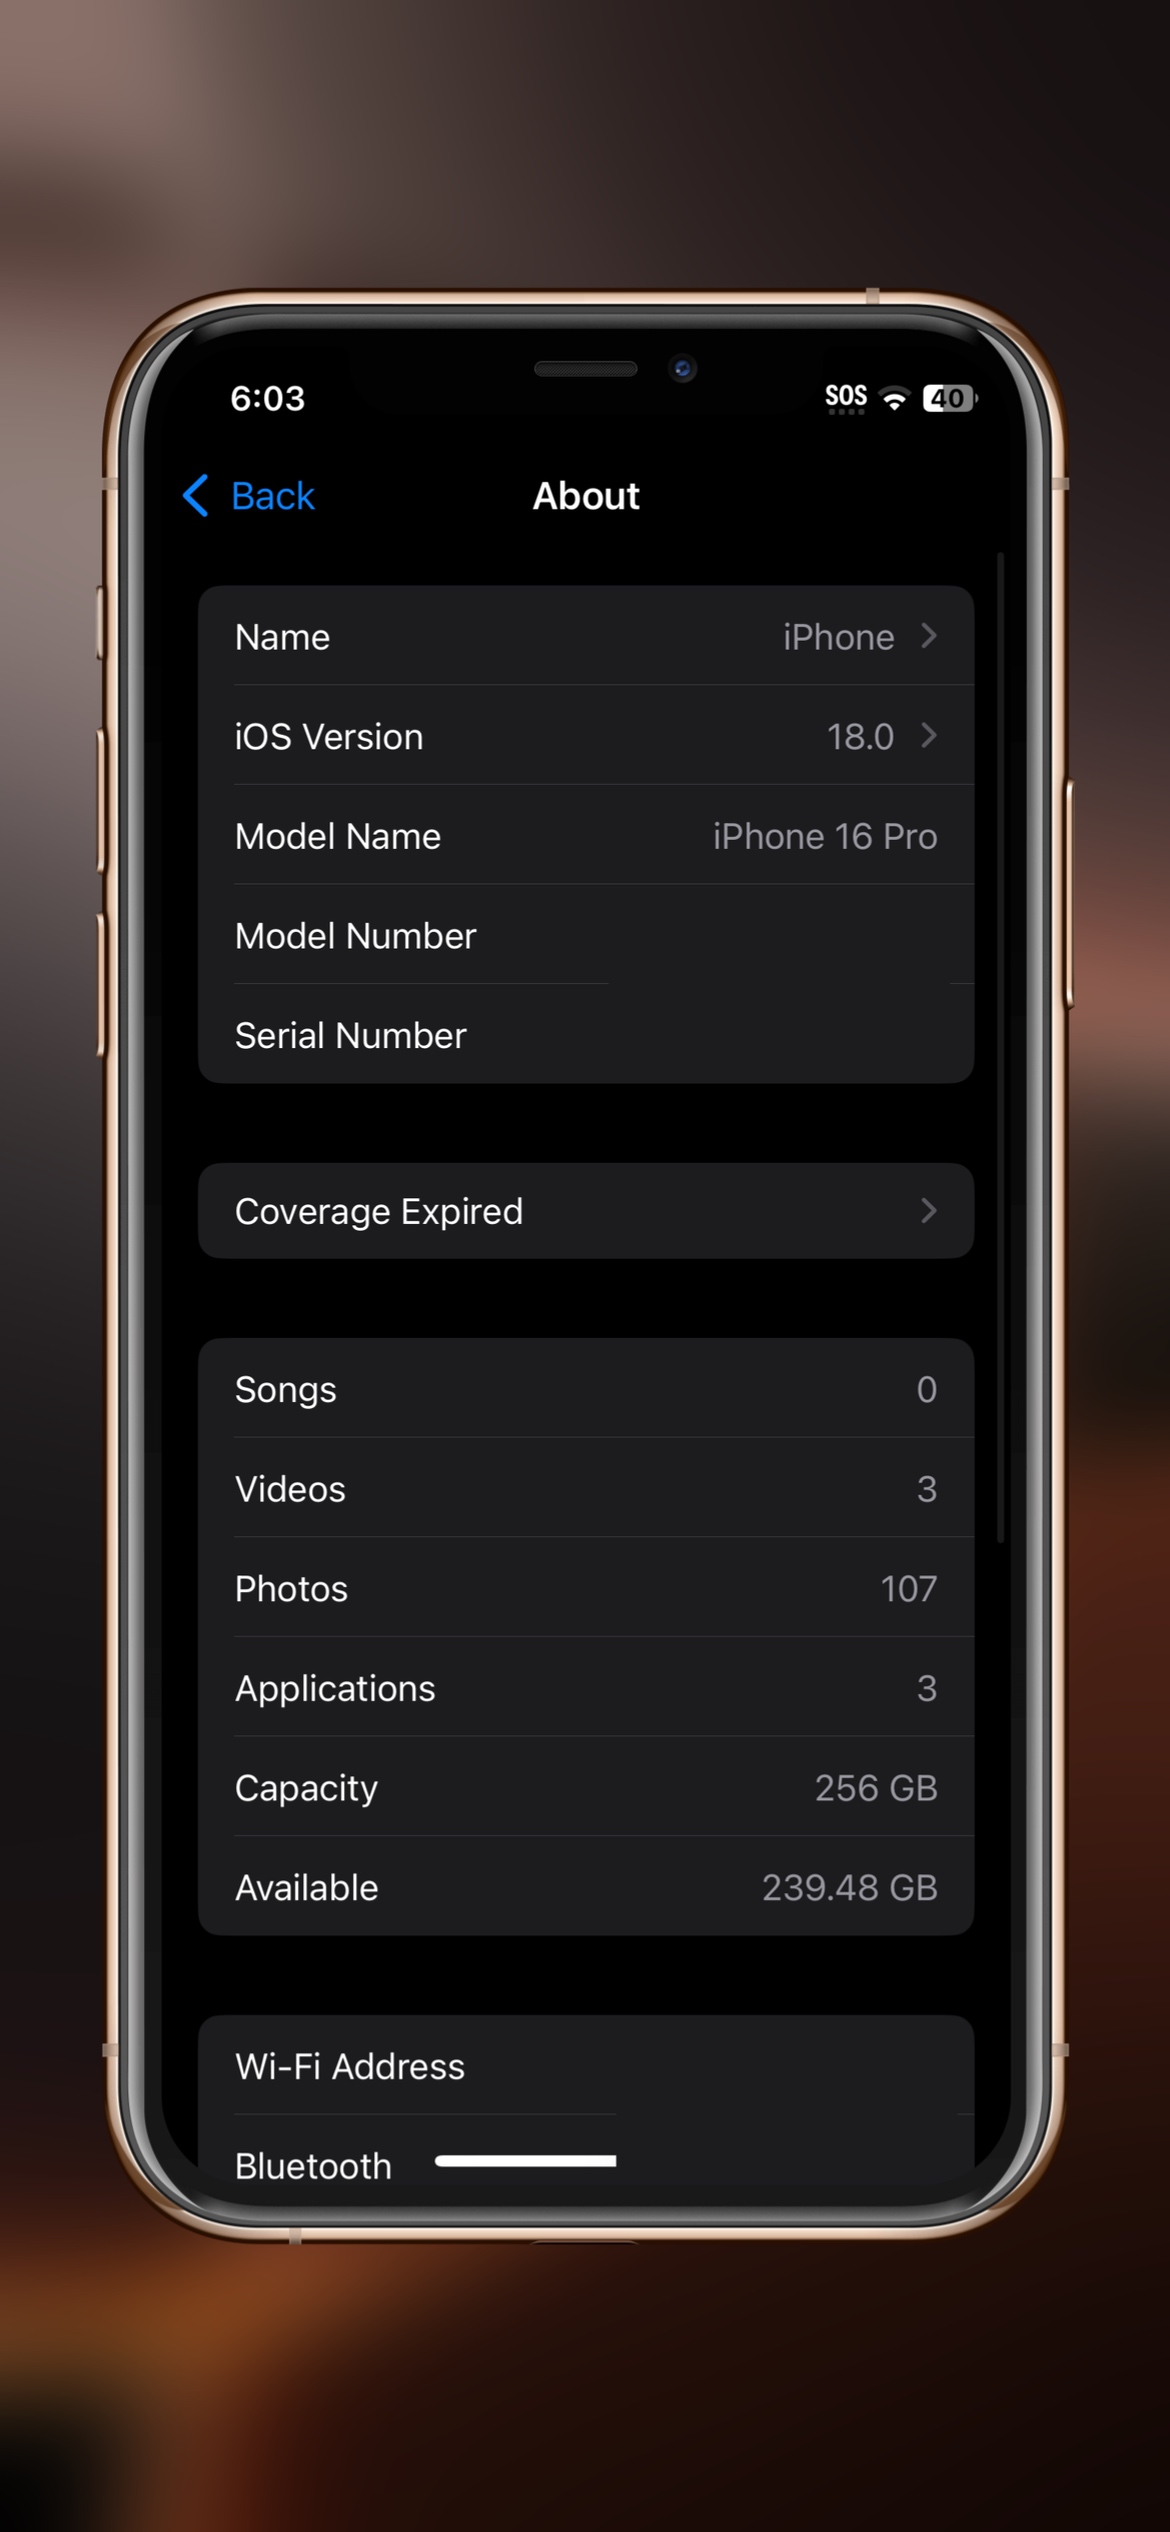 6:03 SOS 40
Back About
Name iPhone
iOS Version 18.0
Model Name iPhone 16 Pro
Model Number
Serial Number
Coverage Expired
Songs 0
Videos 3
Photos 107
Applications 3
Capacity 256 GB
Available 239.48 GB
Wi-Fi Address
Bluetooth